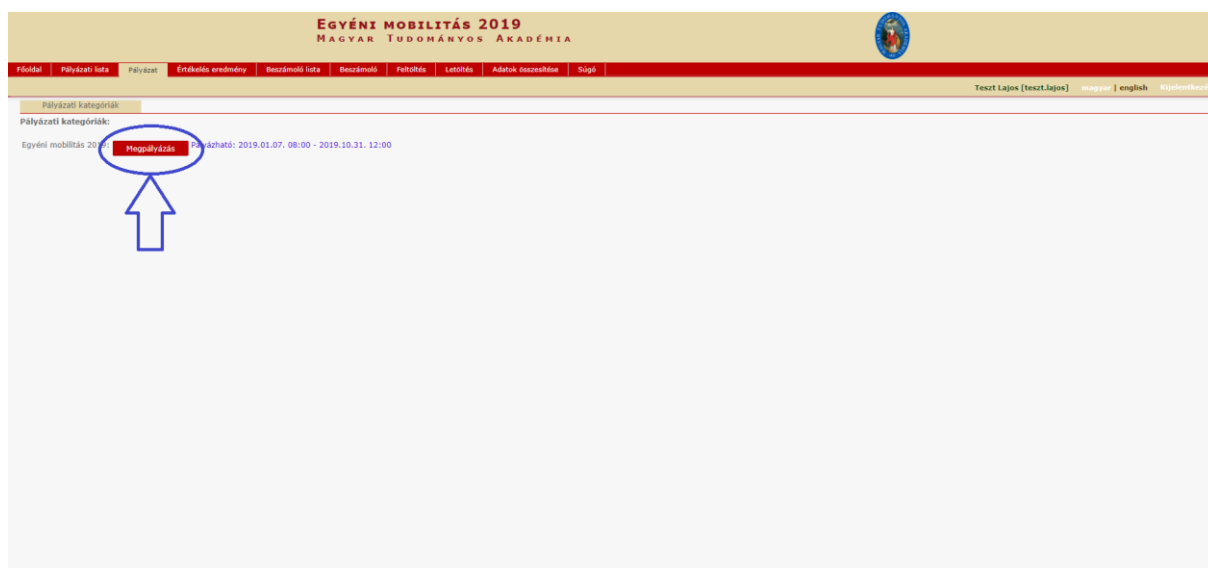 EGYÉNI MOBILITÁS 2019
MAGYAR TUDOMÁNYOS AKADÉMIA
Főoldal Pályázati lista Pályázat Értékelés eredmény Beszámoló lista Beszámoló Feltöltés Letöltés Adatok összesítése Súgó
Teszt Lajos [teszt.lajos] magyar | english Kijelentkezé
Pályázati kategóriák
Pályázati kategóriák:
Egyéni mobilitás 2019: Megpályázás Pályázható: 2019.01.07. 08:00 - 2019.10.31. 12:00